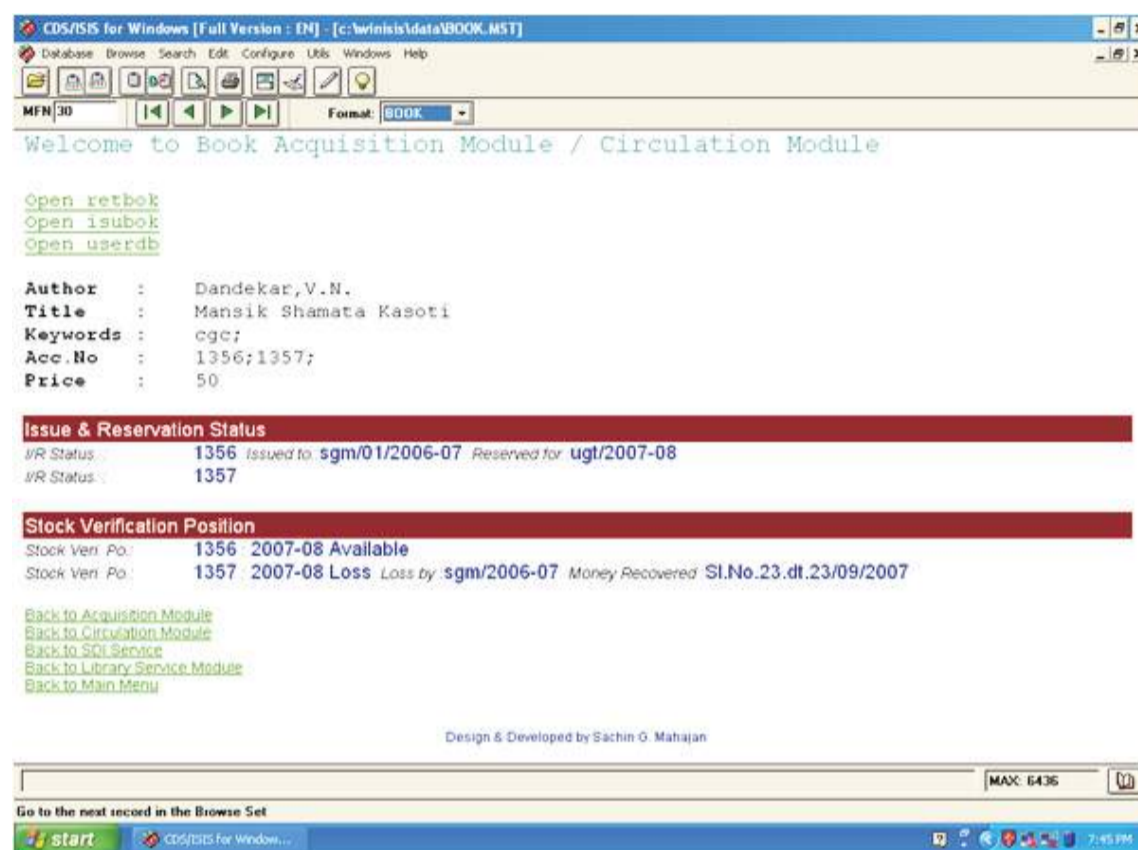 CDS/ISIS for Windows [Full Version : EN] - [c:\winisis\data\BOOK.MST]
Database Browse Search Edit Configure Utils Windows Help
MFN 30 Format: BOOK
Welcome to Book Acquisition Module / Circulation Module
Open retbok
Open isubok
Open userdb
Author : Dandekar,V.N.
Title : Mansik Shamata Kasoti
Keywords : cgc;
Acc.No : 1356;1357;
Price : 50
Issue & Reservation Status
I/R Status : 1356 Issued to: sgm/01/2006-07 Reserved for ugt/2007-08
I/R Status : 1357
Stock Verification Position
Stock Veri. Po.: 1356 : 2007-08 Available
Stock Veri. Po.: 1357 : 2007-08 Loss Loss by :sgm/2006-07 Money Recovered: Sl.No.23.dt.23/09/2007
Back to Acquisition Module
Back to Circulation Module
Back to SDI Service
Back to Library Service Module
Back to Main Menu
Design & Developed by Sachin G. Mahajan
MAX: 6436
Go to the next record in the Browse Set
start CDS/ISIS for Window... 7:45 PM